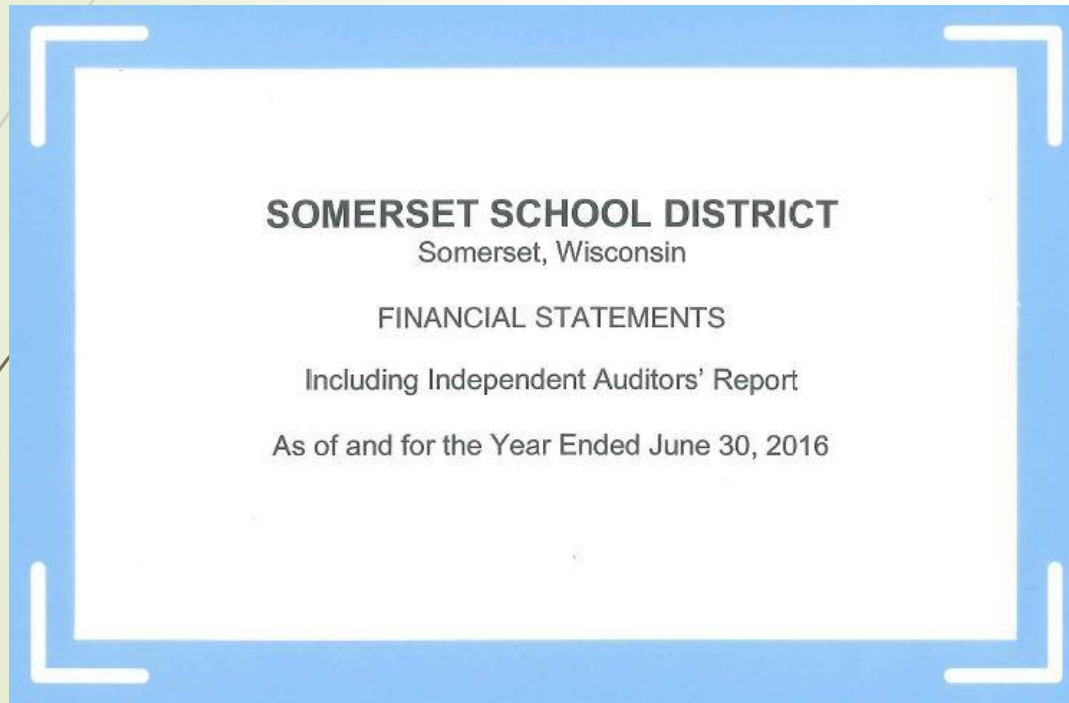 SOMERSET SCHOOL DISTRICT
Somerset, Wisconsin
FINANCIAL STATEMENTS
Including Independent Auditors' Report
As of and for the Year Ended June 30, 2016